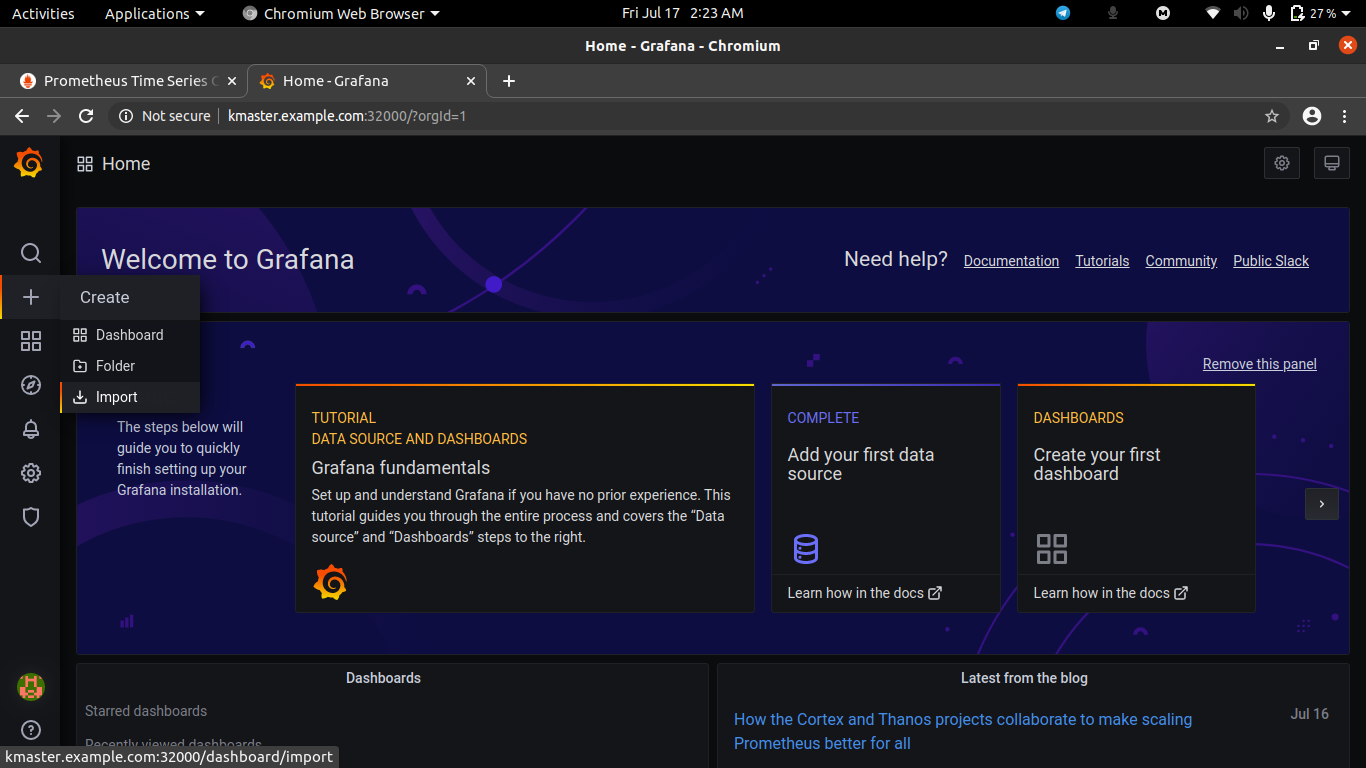 Activities Applications Chromium Web Browser Fri Jul 17 2:23 AM 27 %
Home - Grafana - Chromium
Prometheus Time Series Home - Grafana
Not secure kmaster.example.com:32000/?orgId=1
Home
Welcome to Grafana
Need help? Documentation Tutorials Community Public Slack
Create
Dashboard
Folder
Import
Remove this panel
The steps below will
guide you to quickly
finish setting up your
Grafana installation.
TUTORIAL
DATA SOURCE AND DASHBOARDS
Grafana fundamentals
Set up and understand Grafana if you have no prior experience. This
tutorial guides you through the entire process and covers the “Data
source” and “Dashboards” steps to the right.
COMPLETE
Add your first data
source
Learn how in the docs
DASHBOARDS
Create your first
dashboard
Learn how in the docs
Dashboards
Starred dashboards
Recently viewed dashboards
Latest from the blog
How the Cortex and Thanos projects collaborate to make scaling
Prometheus better for all
Jul 16
kmaster.example.com:32000/dashboard/import